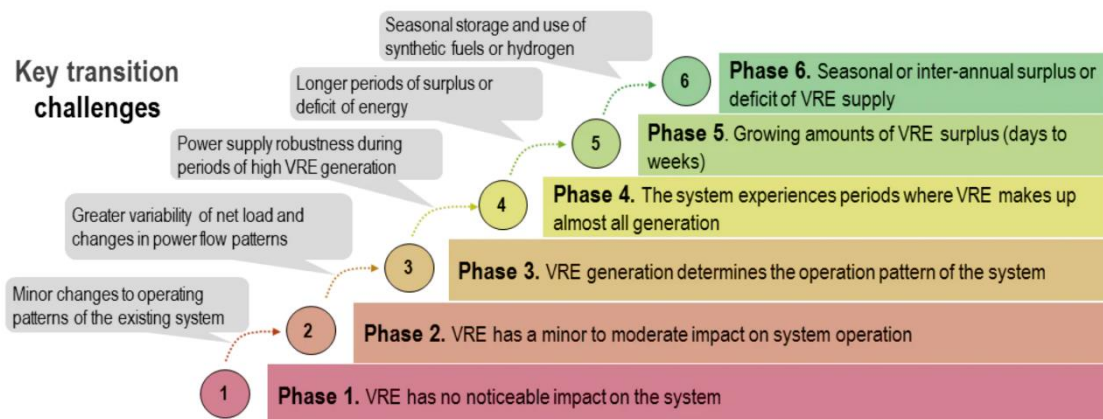 Key transition
challenges
Seasonal storage and use of
synthetic fuels or hydrogen
Longer periods of surplus or
deficit of energy
Power supply robustness during
periods of high VRE generation
Greater variability of net load and
changes in power flow patterns
Minor changes to operating
patterns of the existing system
6
Phase 6. Seasonal or inter-annual surplus or
deficit of VRE supply
5
Phase 5. Growing amounts of VRE surplus (days to
weeks)
4
Phase 4. The system experiences periods where VRE makes up
almost all generation
3
Phase 3. VRE generation determines the operation pattern of the system
2
Phase 2. VRE has a minor to moderate impact on system operation
1
Phase 1. VRE has no noticeable impact on the system